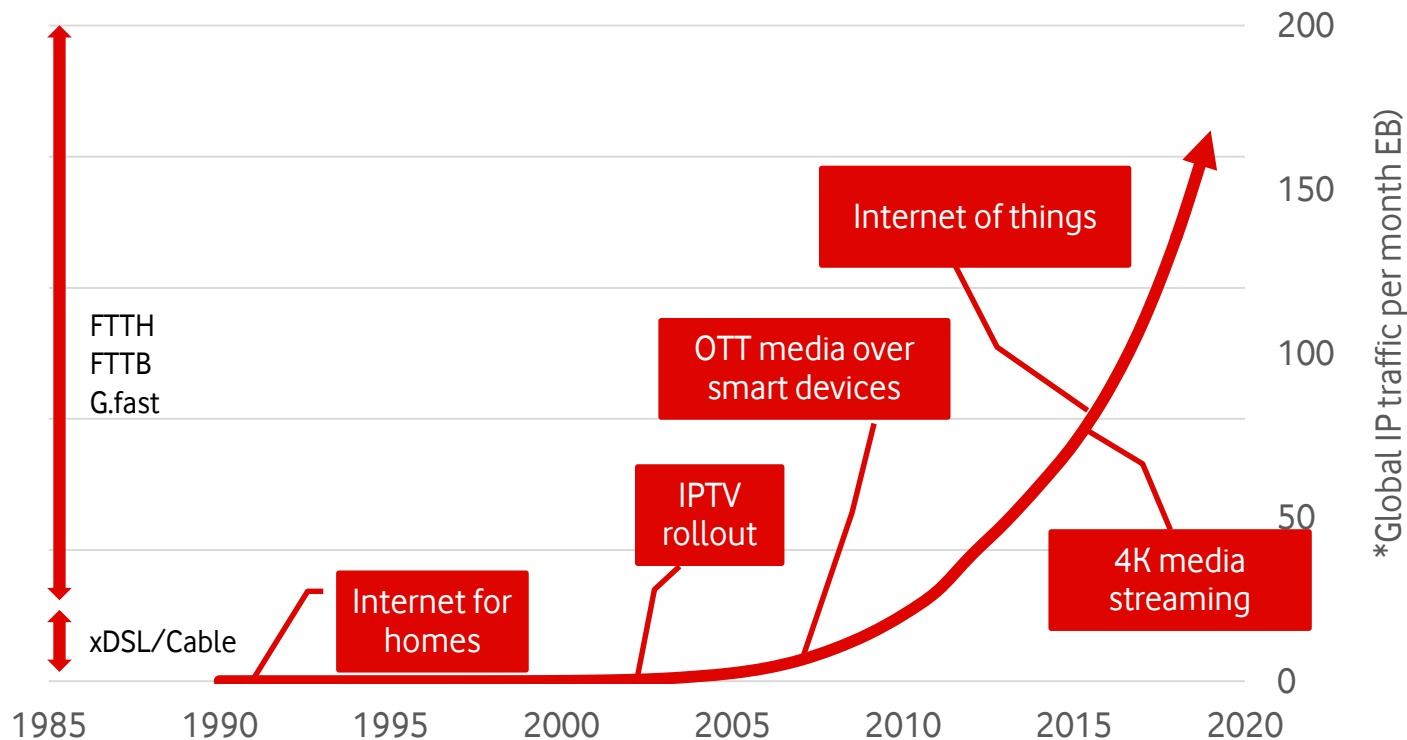 200
150
100
50
0
*Global IP traffic per month EB)
Internet of things
OTT media over
smart devices
FTTH
FTTB
G.fast
IPTV
rollout
4K media
streaming
Internet for
homes
xDSL/Cable
1985 1990 1995 2000 2005 2010 2015 2020